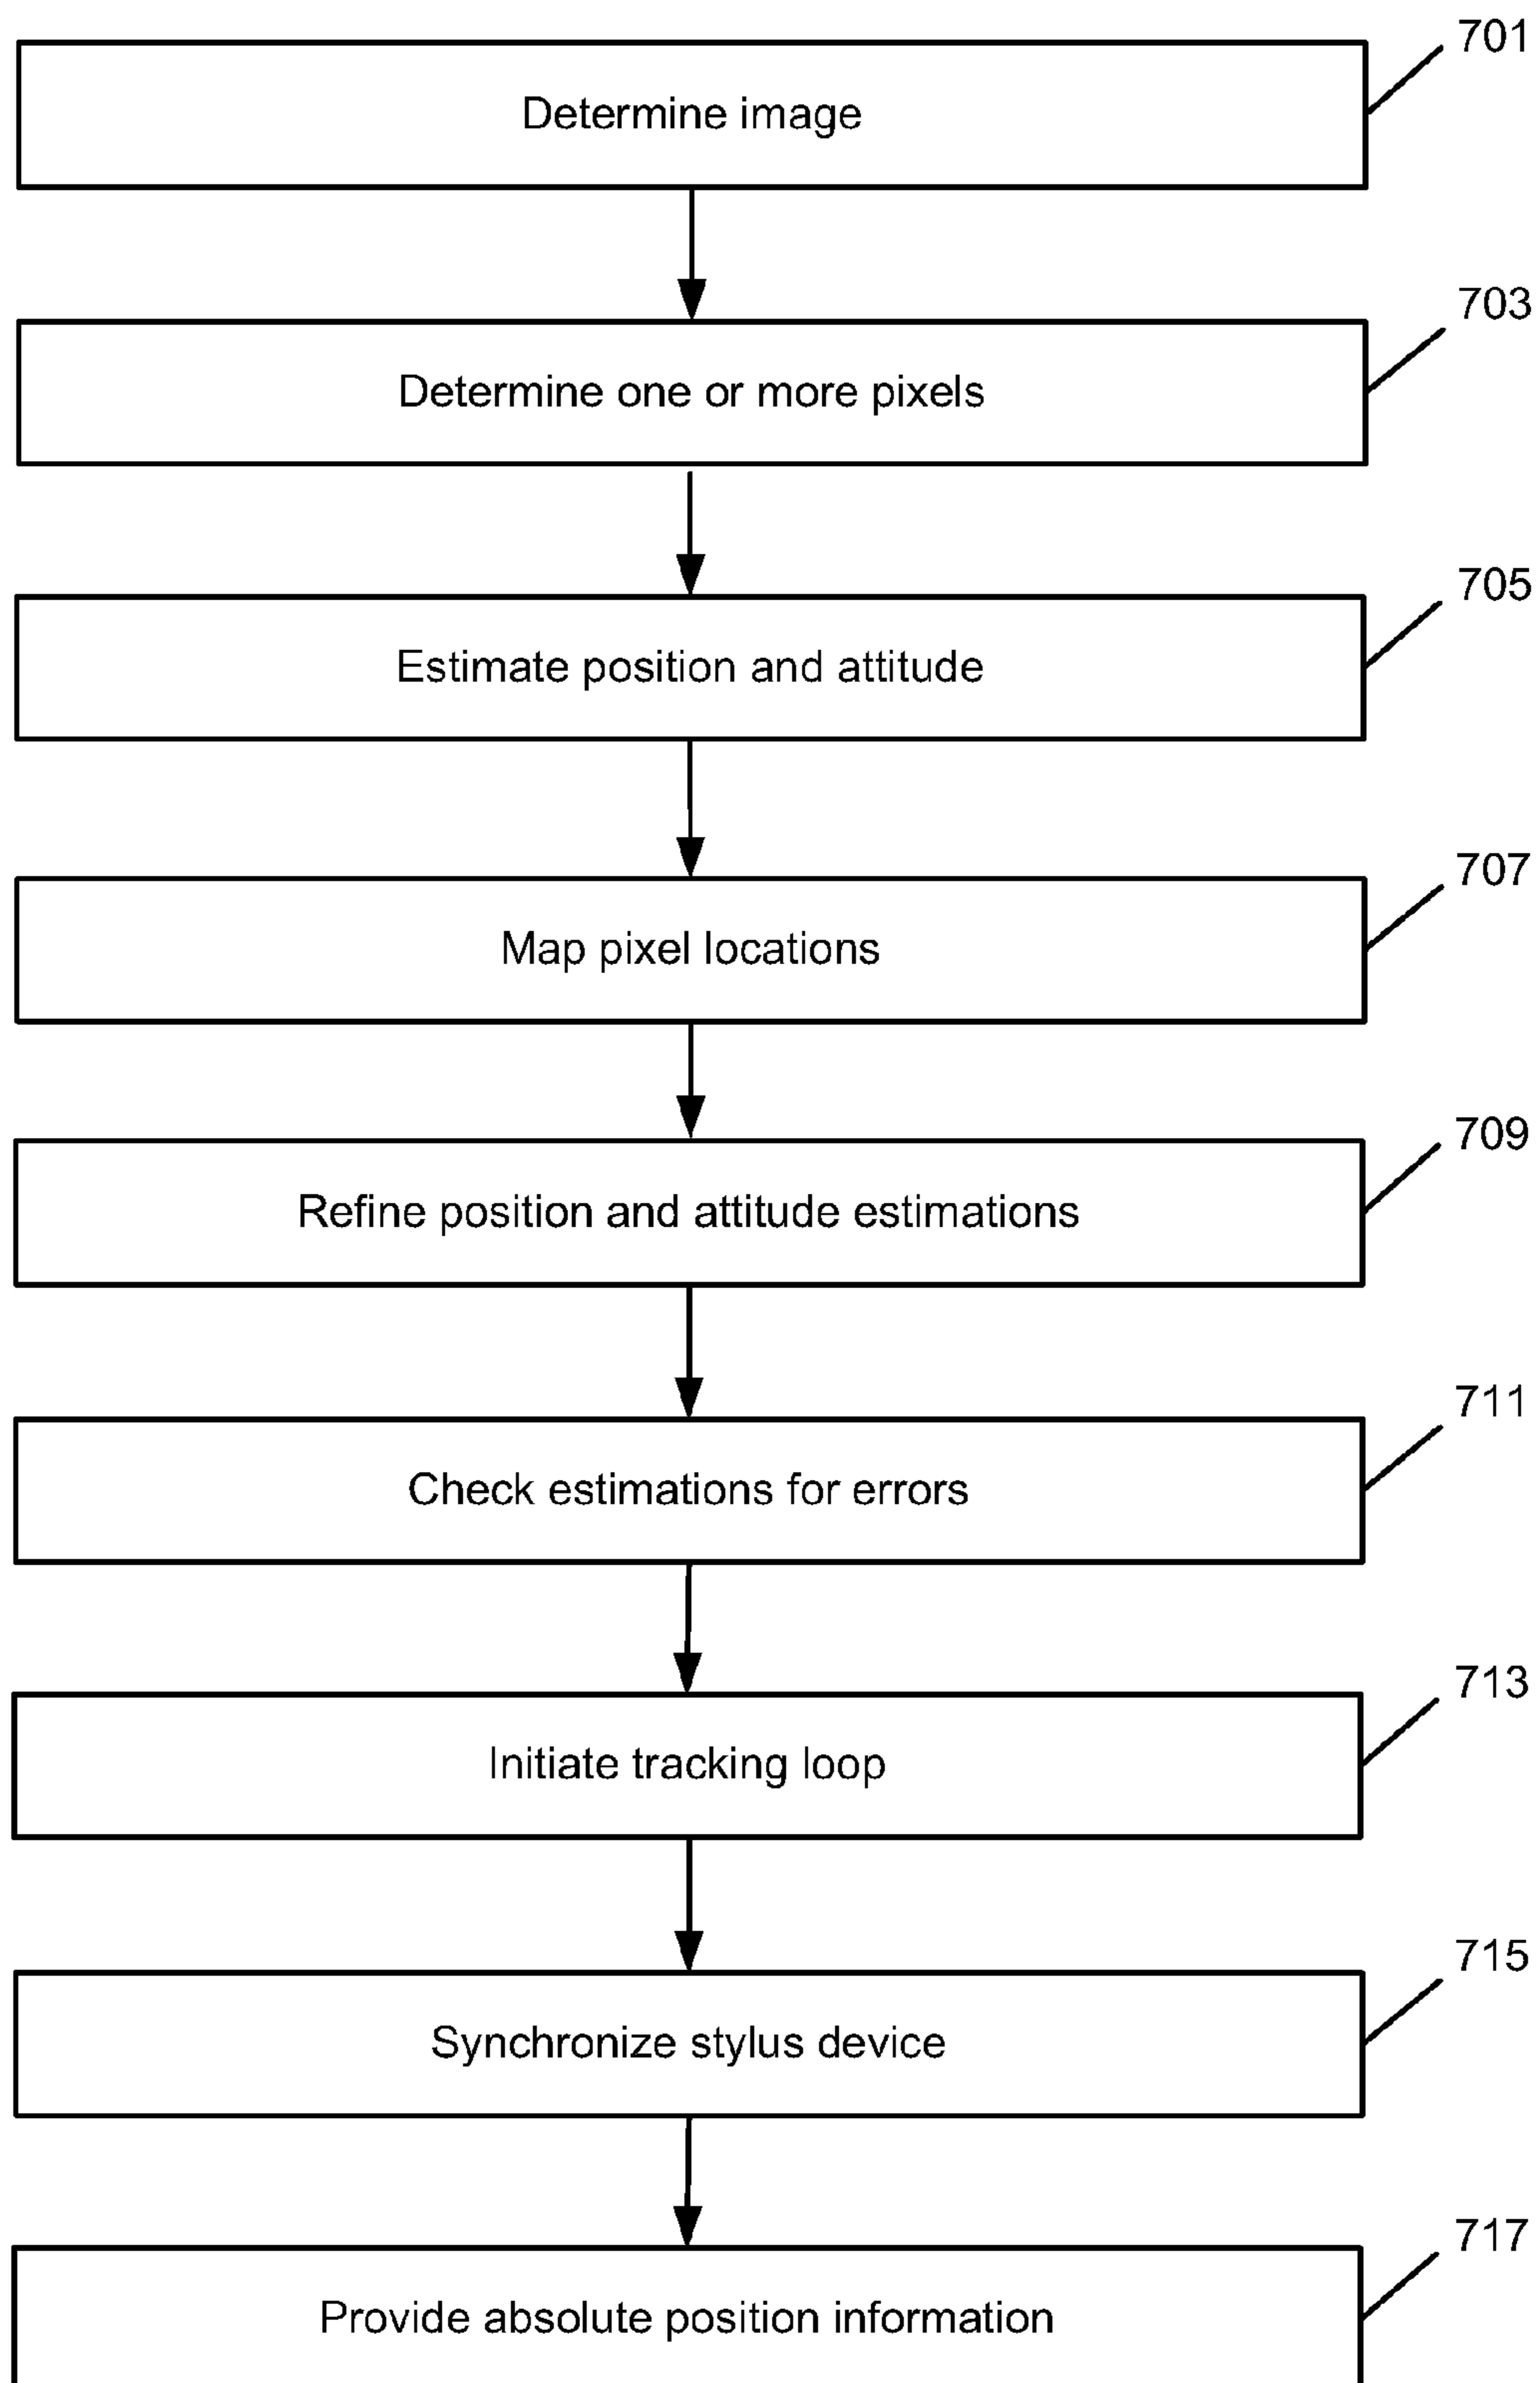 701
Determine image
703
Determine one or more pixels
705
Estimate position and attitude
707
Map pixel locations
709
Refine position and attitude estimations
711
Check estimations for errors
713
Initiate tracking loop
715
Synchronize stylus device
717
Provide absolute position information